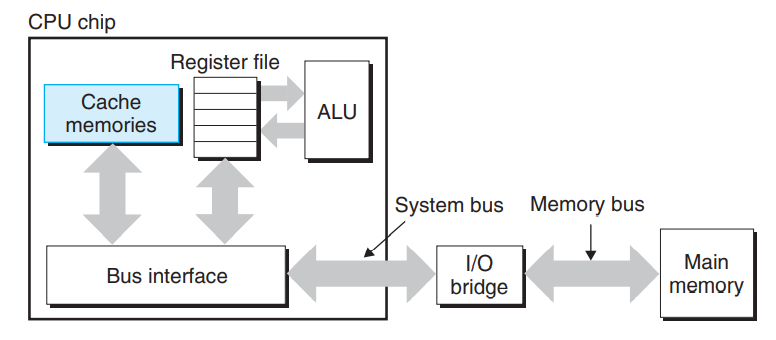 CPU chip
Register file
Cache
memories
ALU
System bus
Memory bus
Bus interface
I/O
bridge
Main
memory